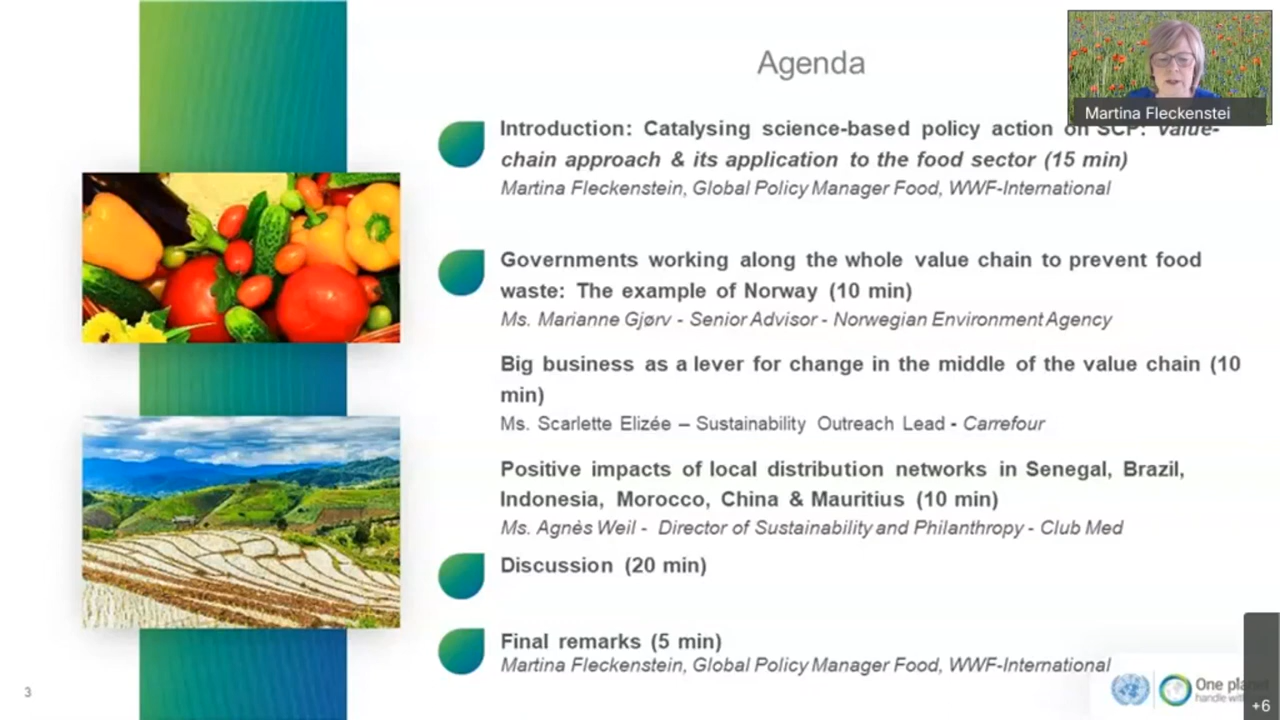 Agenda
Martina Fleckenstei
Introduction: Catalysing science-based policy action on SCP: Value-
chain approach & its application to the food sector (15 min)
Martina Fleckenstein, Global Policy Manager Food, WWF-International
Governments working along the whole value chain to prevent food
waste: The example of Norway (10 min)
Ms. Marianne Gjørv - Senior Advisor - Norwegian Environment Agency
Big business as a lever for change in the middle of the value chain (10
min)
Ms. Scarlette Elizée – Sustainability Outreach Lead - Carrefour
Positive impacts of local distribution networks in Senegal, Brazil,
Indonesia, Morocco, China & Mauritius (10 min)
Ms. Agnès Weil - Director of Sustainability and Philanthropy - Club Med
Discussion (20 min)
Final remarks (5 min)
Martina Fleckenstein, Global Policy Manager Food, WWF-International
3
One planet
handle with
+6